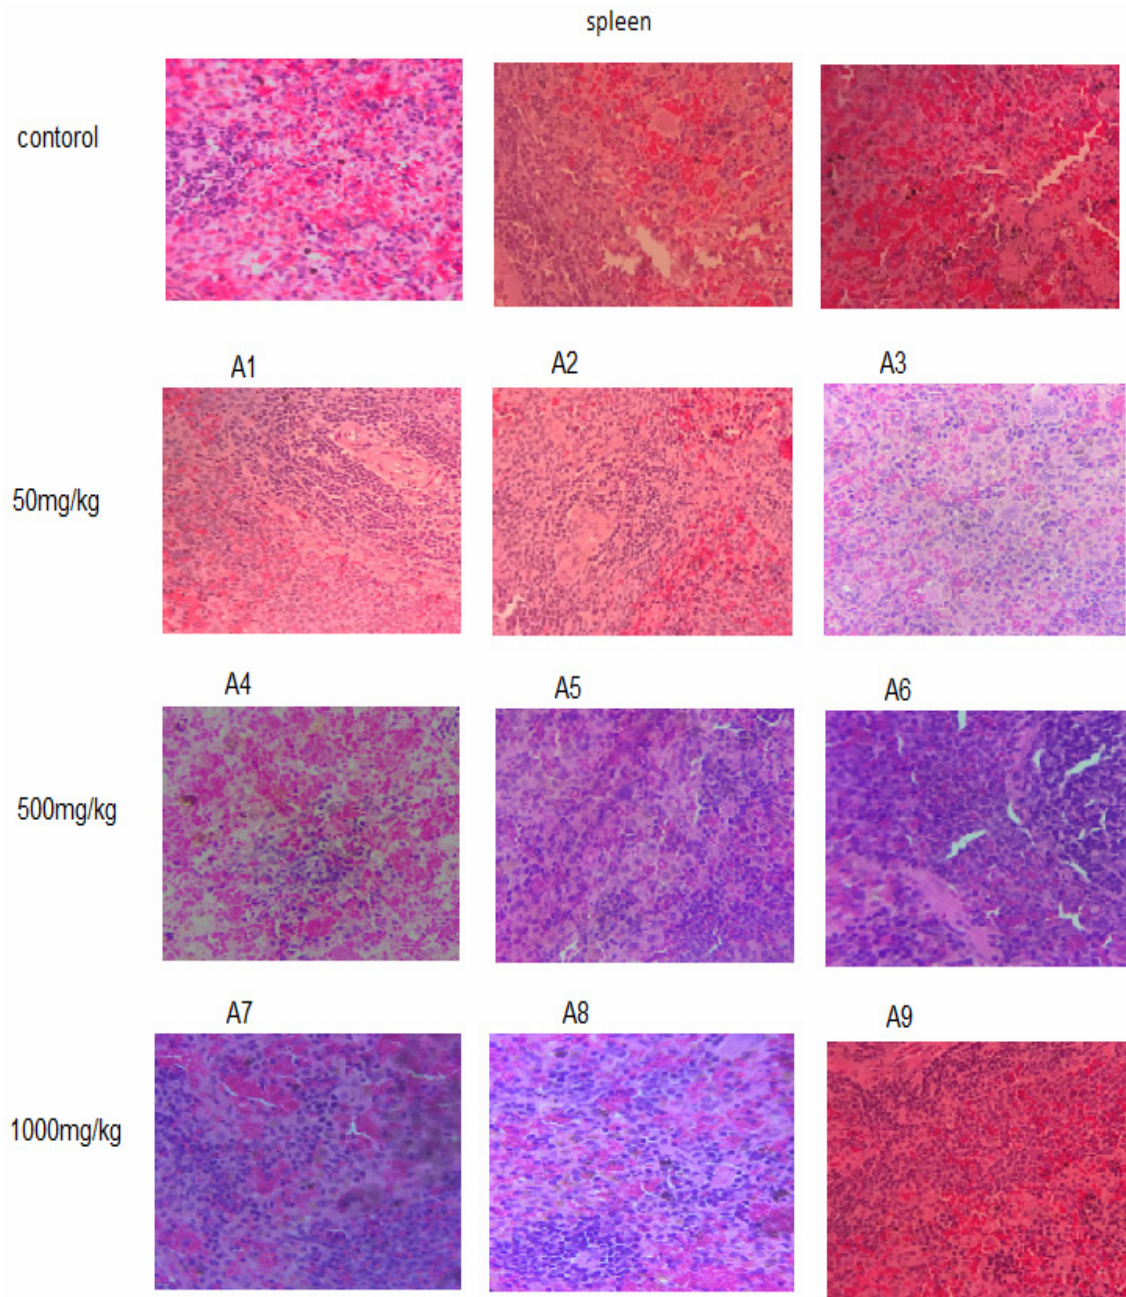 spleen
contorol
A1 A2 A3
50mg/kg
A4 A5 A6
500mg/kg
A7 A8 A9
1000mg/kg